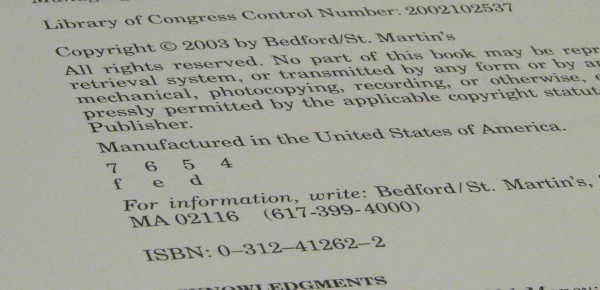 Library of Congress Control Number: 2002102537
Copyright © 2003 by Bedford/St. Martin's
All rights reserved. No part of this book may be
retrieval system, or transmitted by any form or by
mechanical, photocopying, recording, or otherwise,
pressly permitted by the applicable copyright
Publisher.
Manufactured in the United States of America.
7 6 5 4
f e d
For information, write: Bedford/St. Martin's,
MA 02116 (617-399-4000)
ISBN: 0–312–41262–2